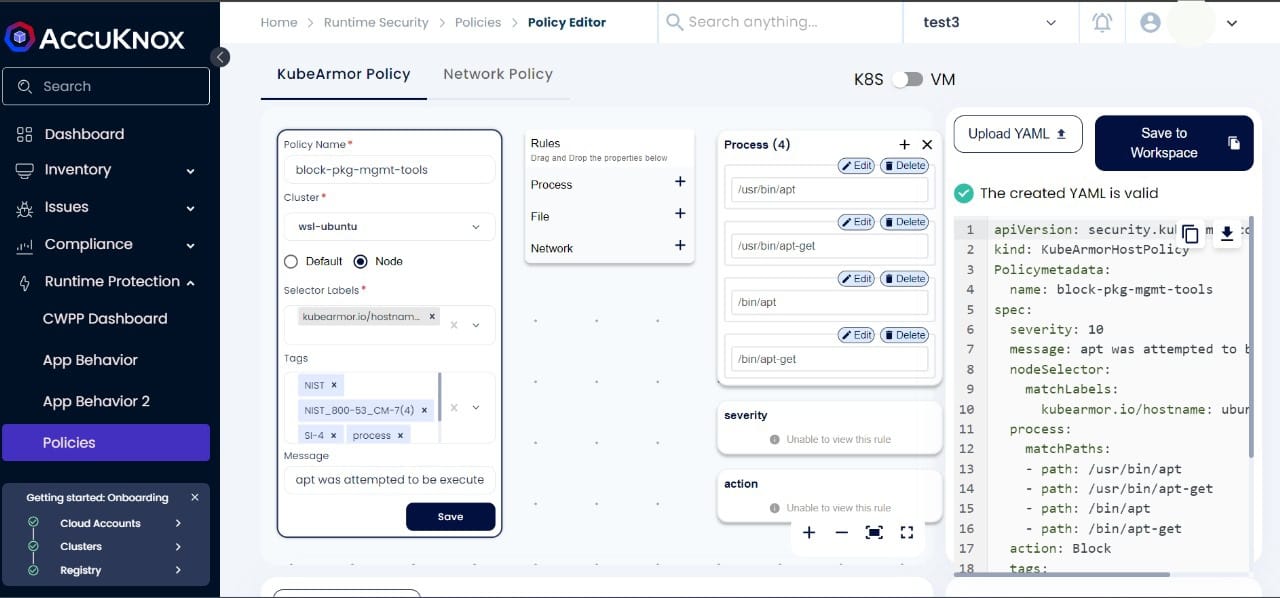 ACCUKNOX
Search
Dashboard
Inventory
Issues
Compliance
Runtime Protection
CWPP Dashboard
App Behavior
App Behavior 2
Policies
Getting started: Onboarding
Cloud Accounts
Clusters
Registry
Home > Runtime Security > Policies > Policy Editor
Search anything...
test3
KubeArmor Policy
Network Policy
K8S VM
Policy Name*
block-pkg-mgmt-tools
Cluster*
wsl-ubuntu
Default Node
Selector Labels*
kubearmor.io/hostnam... ×
Tags
NIST ×
NIST_800-53_CM-7(4) ×
SI-4 × process ×
Message
apt was attempted to be execute
Save
Rules
Drag and Drop the properties below
Process +
File +
Network +
Process (4) + ×
Edit Delete
/usr/bin/apt
Edit Delete
/usr/bin/apt-get
Edit Delete
/bin/apt
Edit Delete
/bin/apt-get
severity
Unable to view this rule
action
Unable to view this rule
Upload YAML
Save to
Workspace
The created YAML is valid
1 apiVersion: security.ku
2 kind: KubeArmorHostPolicy
3 Policymetadata:
4 name: block-pkg-mgmt-tools
5 spec:
6 severity: 10
7 message: apt was attempted to b
8 nodeSelector:
9 matchLabels:
10 kubearmor.io/hostname: ubu
11 process:
12 matchPaths:
13 - path: /usr/bin/apt
14 - path: /usr/bin/apt-get
15 - path: /bin/apt
16 - path: /bin/apt-get
17 action: Block
18 tags: